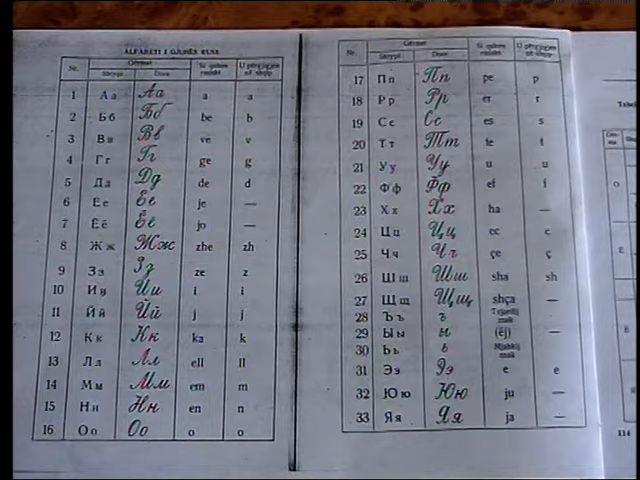 ALFABETI I GJUHËS RUSE
Nr. Gërmat Si quhen rusisht U përgjigjen në shqip
Shtypi Dore
1 А а Аа a a
2 Б б Бб be b
3 В в Вв ve v
4 Г г Гг ge g
5 Д д Дд de d
6 Е е Ее je —
7 Ё ё Ёё jo —
8 Ж ж Жж zhe zh
9 З з Зз ze z
10 И и Ии i i
11 Й й Йй j j
12 К к Кк ka k
13 Л л Лл ell ll
14 М м Мм em m
15 Н н Нн en n
16 О о Оо o o
Nr. Gërmat Si quhen rusisht U përgjigjen në shqip
Shtypi Dore
17 П п Пп pe p
18 Р р Рр er r
19 С с Сс es s
20 Т т Тт te t
21 У у Уу u u
22 Ф ф Фф ef f
23 Х х Хх ha —
24 Ц ц Цц ce c
25 Ч ч Чч çe ç
26 Ш ш Шш sha sh
27 Щ щ Щщ shça —
28 Ъ ъ ъ
mak
29 Ы ы ы (ëj) —
30 Ь ь ь
mak
31 Э э Ээ e e
32 Ю ю Юю ju —
33 Я я Яя ja —
114